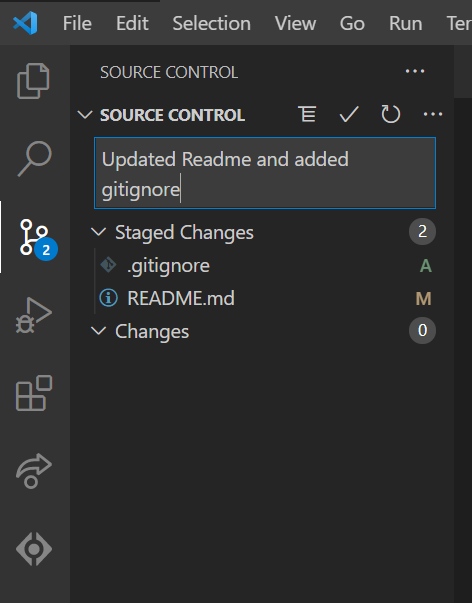 File Edit Selection View Go Run Ter
SOURCE CONTROL
SOURCE CONTROL
Updated Readme and added
gitignore
Staged Changes 2
.gitignore A
2
README.md M
Changes 0